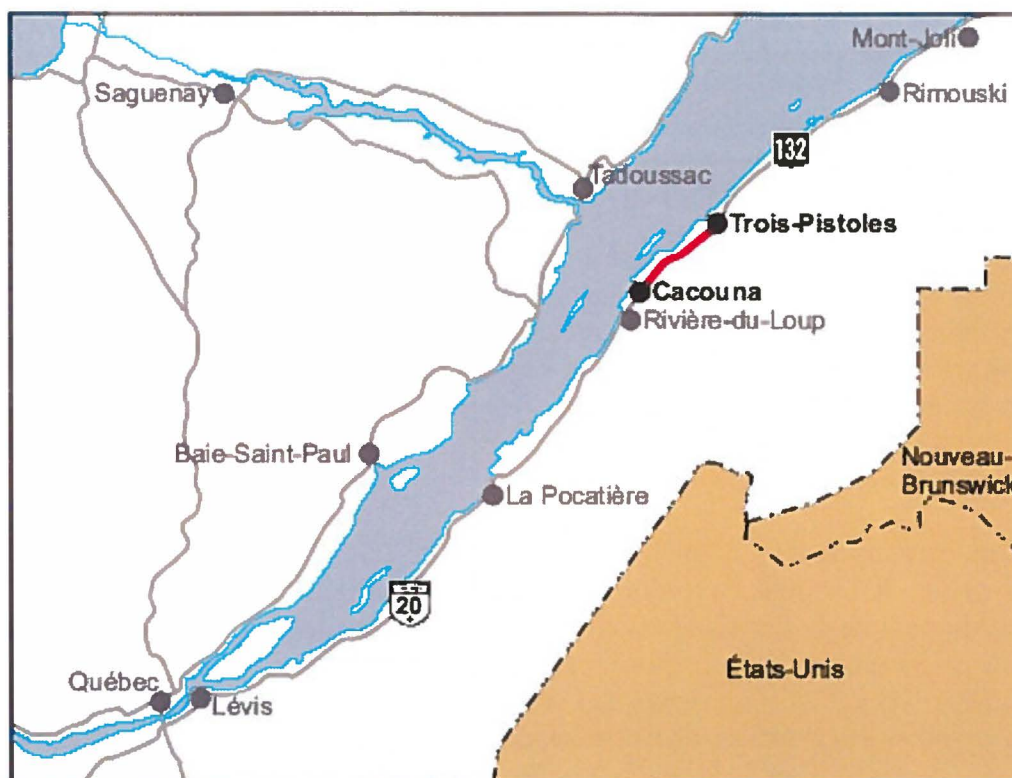 Mont-Joli
Saguenay
Rimouski
132
Tadoussac
Trois-Pistoles
Cacouna
Rivière-du-Loup
Baie-Saint-Paul
Nouveau-
Brunswick
La Pocatière
20
États-Unis
Québec
Lévis